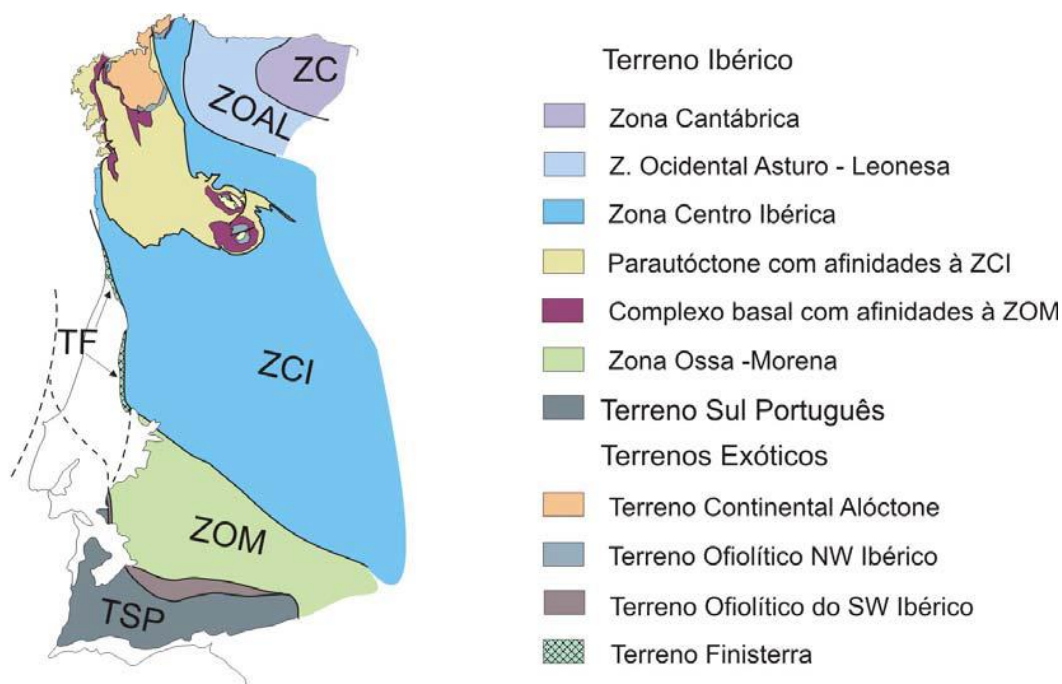 ZC
ZOAL
TF
ZCI
ZOM
TSP
Terreno Ibérico
Zona Cantábrica
Z. Ocidental Asturo - Leonesa
Zona Centro Ibérica
Parautóctone com afinidades à ZCI
Complexo basal com afinidades à ZOM
Zona Ossa -Morena
Terreno Sul Português
Terrenos Exóticos
Terreno Continental Alóctone
Terreno Ofiolítico NW Ibérico
Terreno Ofiolítico do SW Ibérico
Terreno Finisterra